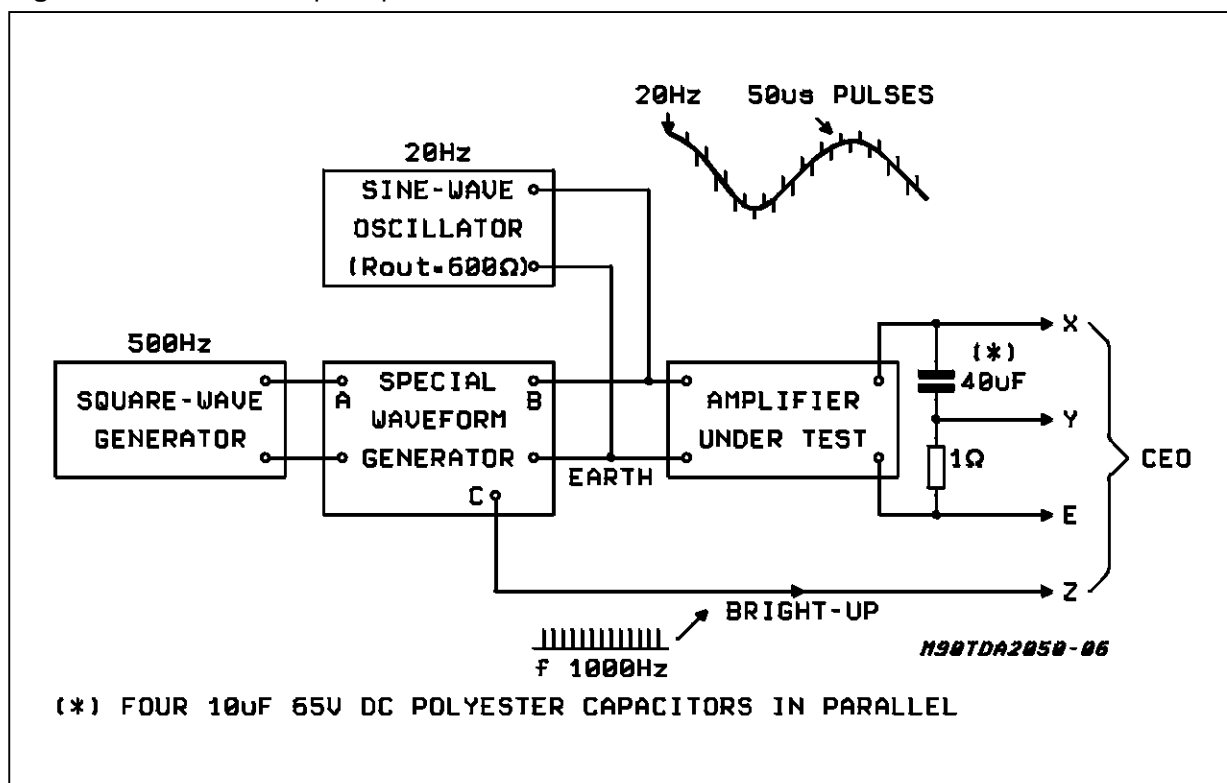 20Hz 50us PULSES
20Hz
SINE-WAVE
OSCILLATOR
(Rout=600Ω)
500Hz
SQUARE-WAVE
GENERATOR
A
SPECIAL
WAVEFORM
GENERATOR
B
C
EARTH
AMPLIFIER
UNDER TEST
(*)
40uF
1Ω
X
Y
E
Z
CEO
BRIGHT-UP
f 1000Hz
M90TDA2050-06
(*) FOUR 10uF 65V DC POLYESTER CAPACITORS IN PARALLEL